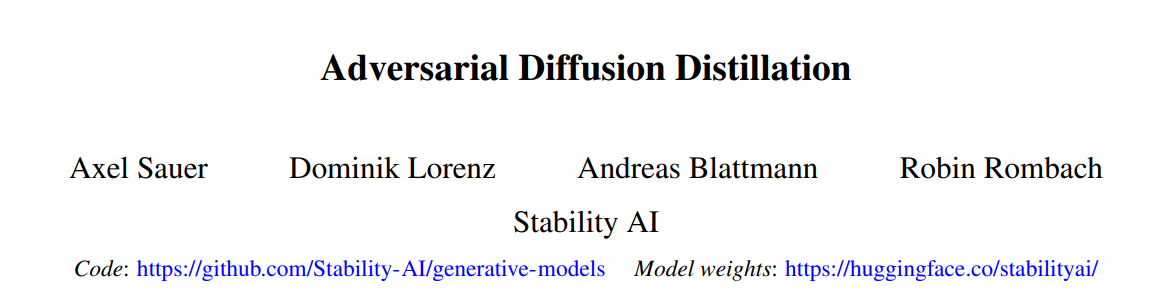 Adversarial Diffusion Distillation
Axel Sauer Dominik Lorenz Andreas Blattmann Robin Rombach
Stability AI
Code: https://github.com/Stability-AI/generative-models Model weights: https://huggingface.co/stabilityai/